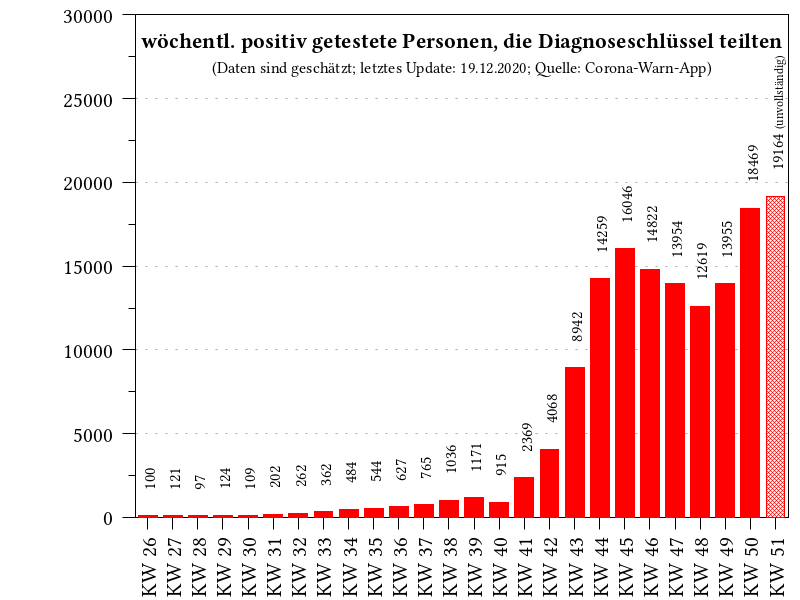 wöchentl. positiv getestete Personen, die Diagnoseschlüssel teilten
(Daten sind geschätzt; letztes Update: 19.12.2020; Quelle: Corona-Warn-App)
30000
25000
20000
15000
10000
5000
0
100
121
97
124
109
202
262
362
484
544
627
765
1036
1171
915
2369
4068
8942
14259
16046
14822
13954
12619
13955
18469
19164 (unvollständig)
KW 26
KW 27
KW 28
KW 29
KW 30
KW 31
KW 32
KW 33
KW 34
KW 35
KW 36
KW 37
KW 38
KW 39
KW 40
KW 41
KW 42
KW 43
KW 44
KW 45
KW 46
KW 47
KW 48
KW 49
KW 50
KW 51